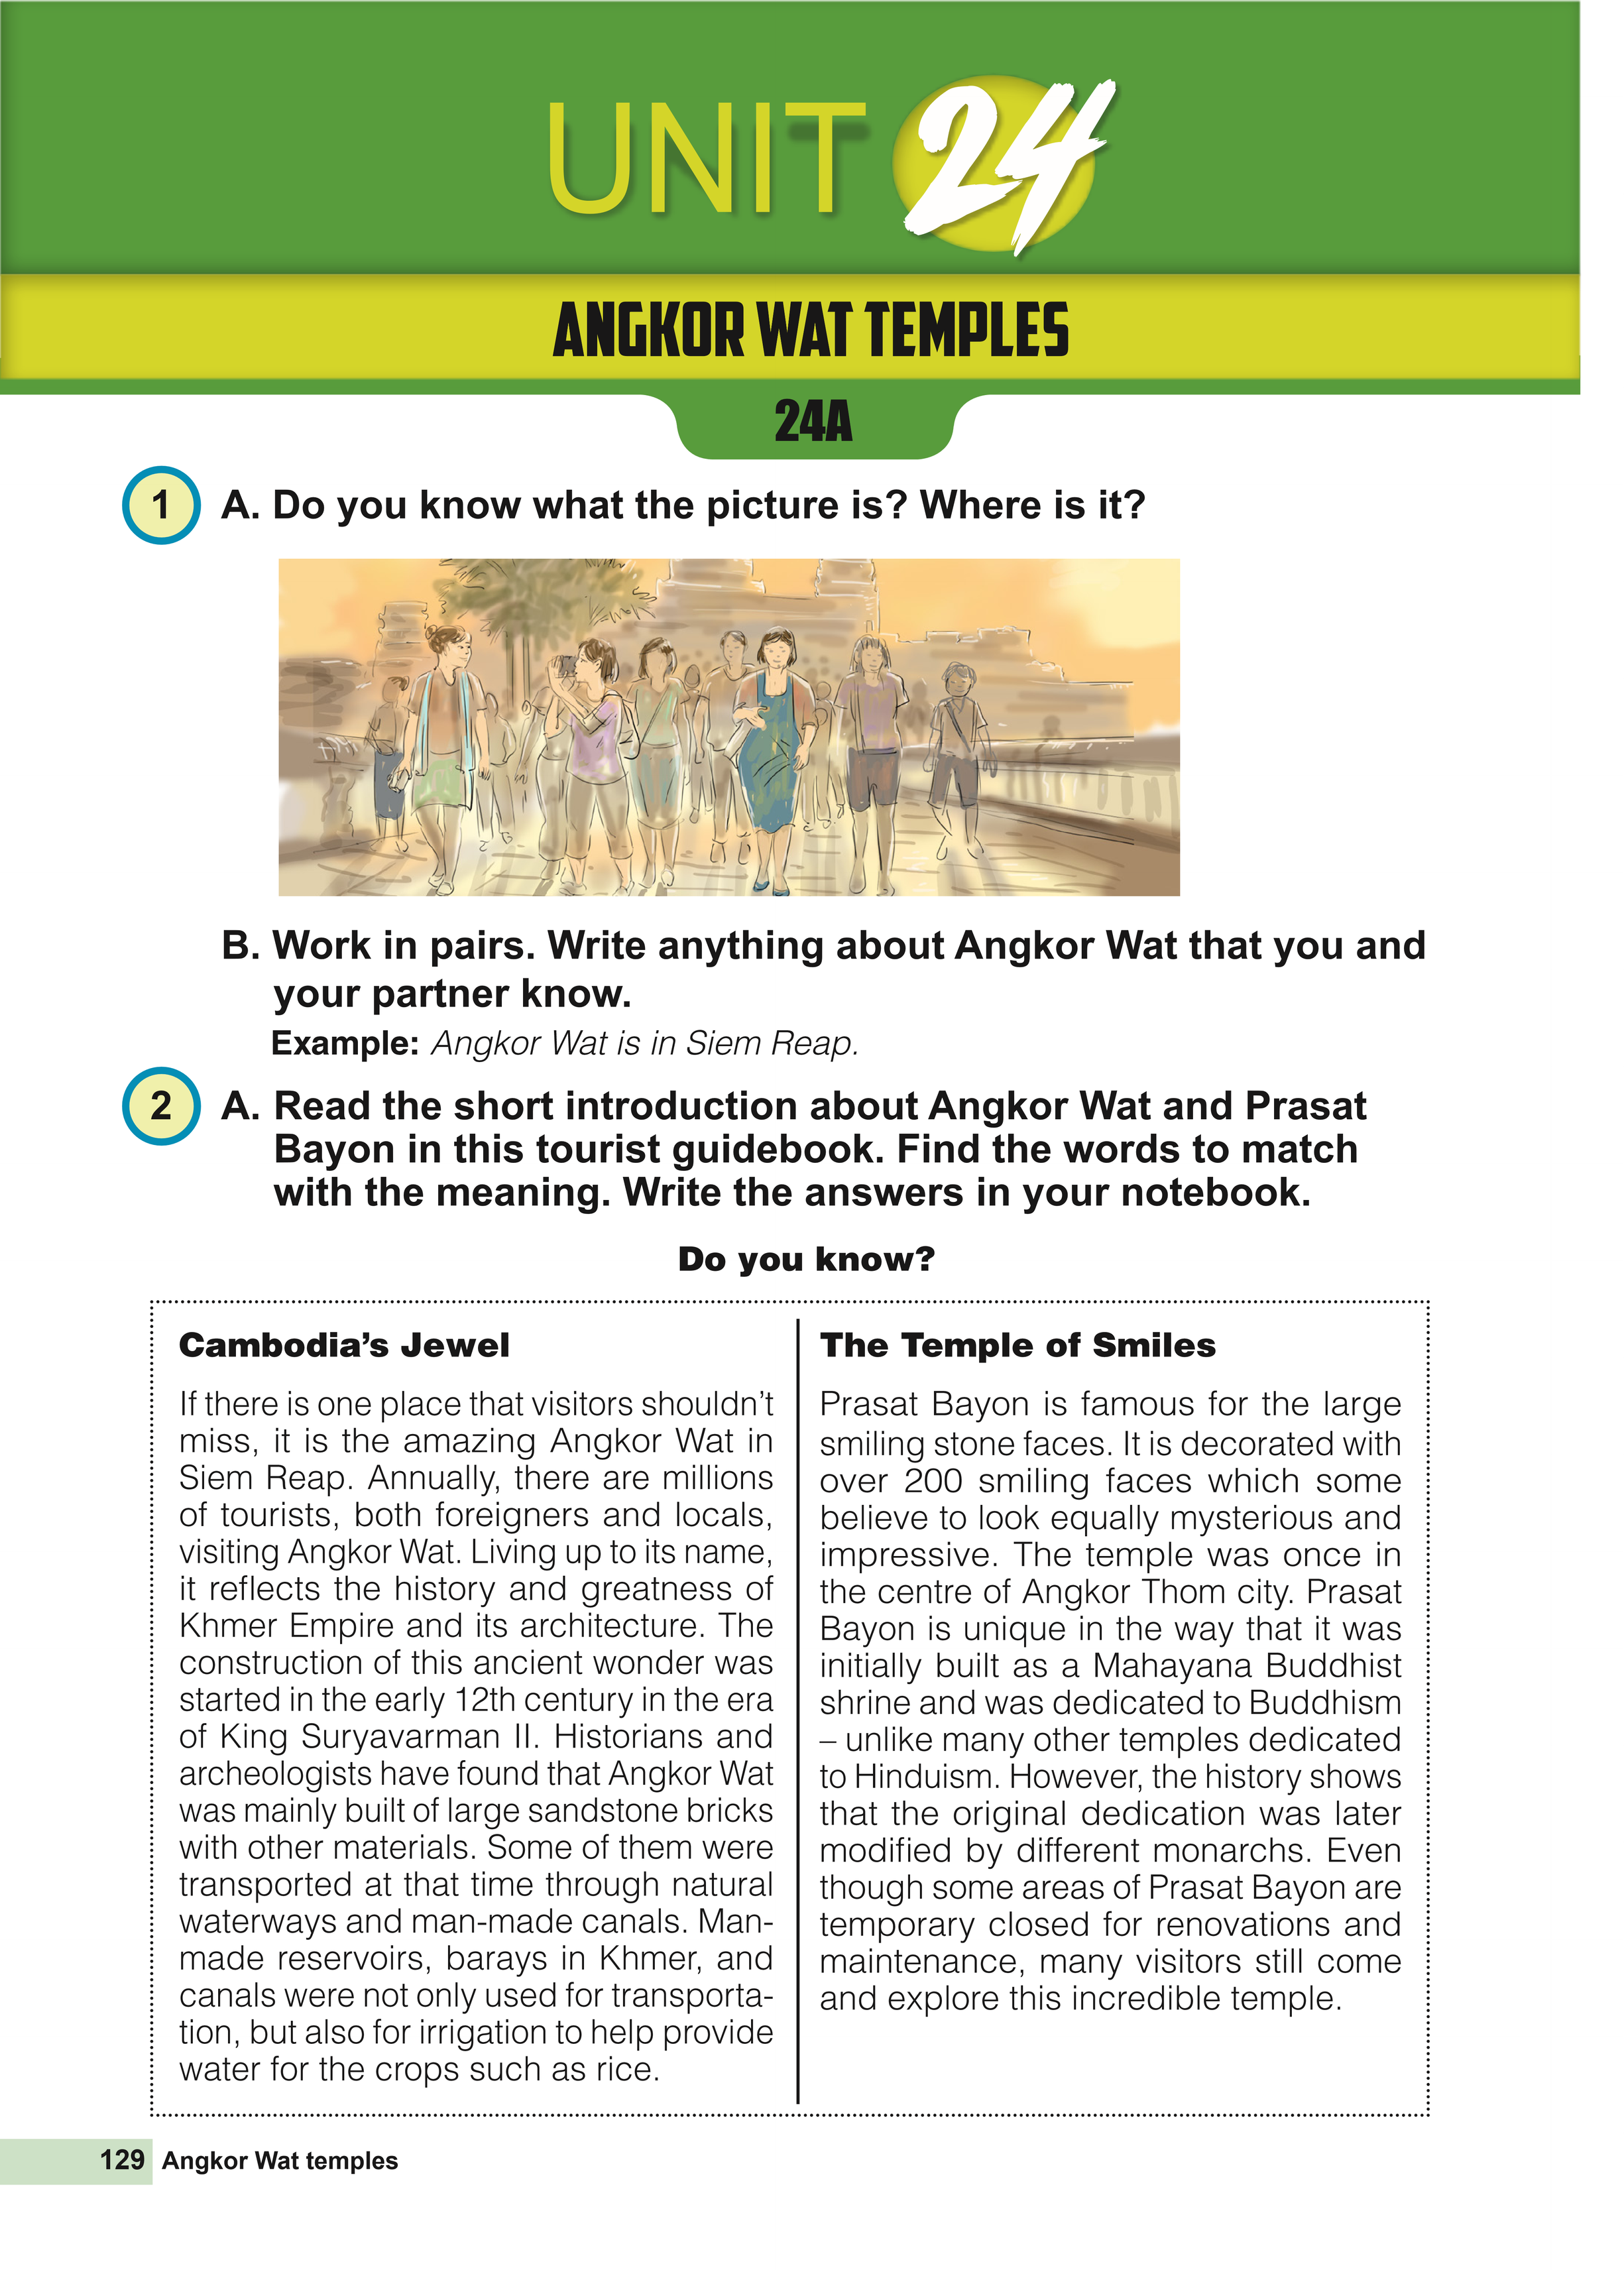 UNIT 24
ANGKOR WAT TEMPLES
24A
1 A. Do you know what the picture is? Where is it?
B. Work in pairs. Write anything about Angkor Wat that you and
your partner know.
Example: Angkor Wat is in Siem Reap.
2 A. Read the short introduction about Angkor Wat and Prasat
Bayon in this tourist guidebook. Find the words to match
with the meaning. Write the answers in your notebook.
Do you know?
Cambodia’s Jewel
If there is one place that visitors shouldn’t
miss, it is the amazing Angkor Wat in
Siem Reap. Annually, there are millions
of tourists, both foreigners and locals,
visiting Angkor Wat. Living up to its name,
it reflects the history and greatness of
Khmer Empire and its architecture. The
construction of this ancient wonder was
started in the early 12th century in the era
of King Suryavarman II. Historians and
archeologists have found that Angkor Wat
was mainly built of large sandstone bricks
with other materials. Some of them were
transported at that time through natural
waterways and man-made canals. Man-
made reservoirs, barays in Khmer, and
canals were not only used for transporta-
tion, but also for irrigation to help provide
water for the crops such as rice.
The Temple of Smiles
Prasat Bayon is famous for the large
smiling stone faces. It is decorated with
over 200 smiling faces which some
believe to look equally mysterious and
impressive. The temple was once in
the centre of Angkor Thom city. Prasat
Bayon is unique in the way that it was
initially built as a Mahayana Buddhist
shrine and was dedicated to Buddhism
– unlike many other temples dedicated
to Hinduism. However, the history shows
that the original dedication was later
modified by different monarchs. Even
though some areas of Prasat Bayon are
temporary closed for renovations and
maintenance, many visitors still come
and explore this incredible temple.
129 Angkor Wat temples